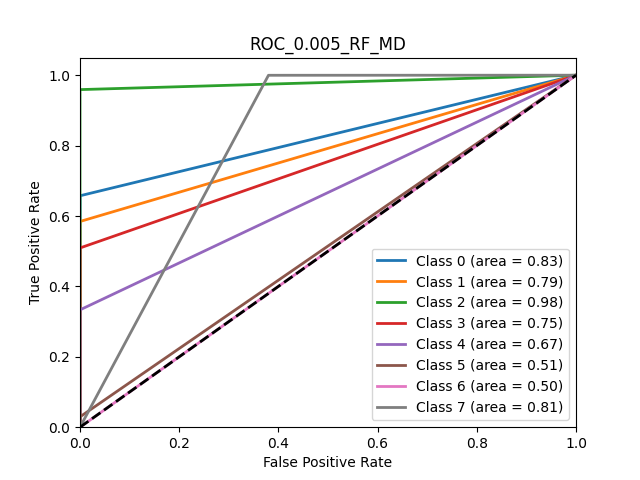 ROC_0.005_RF_MD
1.0
0.8
0.6
0.4
0.2
0.0
True Positive Rate
Class 0 (area = 0.83)
Class 1 (area = 0.79)
Class 2 (area = 0.98)
Class 3 (area = 0.75)
Class 4 (area = 0.67)
Class 5 (area = 0.51)
Class 6 (area = 0.50)
Class 7 (area = 0.81)
0.0 0.2 0.4 0.6 0.8 1.0
False Positive Rate